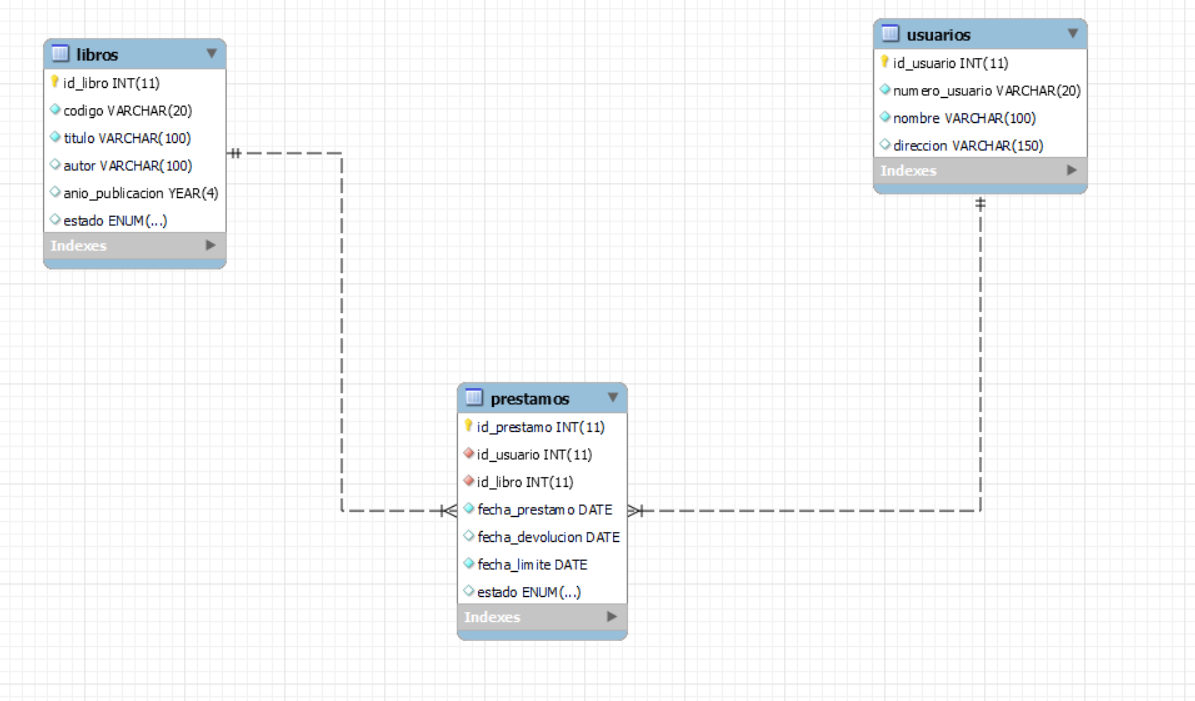 libros
id_libro INT(11)
codigo VARCHAR(20)
titulo VARCHAR(100)
autor VARCHAR(100)
anio_publicacion YEAR(4)
estado ENUM(...)
Indexes
usuarios
id_usuario INT(11)
numero_usuario VARCHAR(20)
nombre VARCHAR(100)
direccion VARCHAR(150)
Indexes
prestamos
id_prestamo INT(11)
id_usuario INT(11)
id_libro INT(11)
fecha_prestamo DATE
fecha_devolucion DATE
fecha_limite DATE
estado ENUM(...)
Indexes